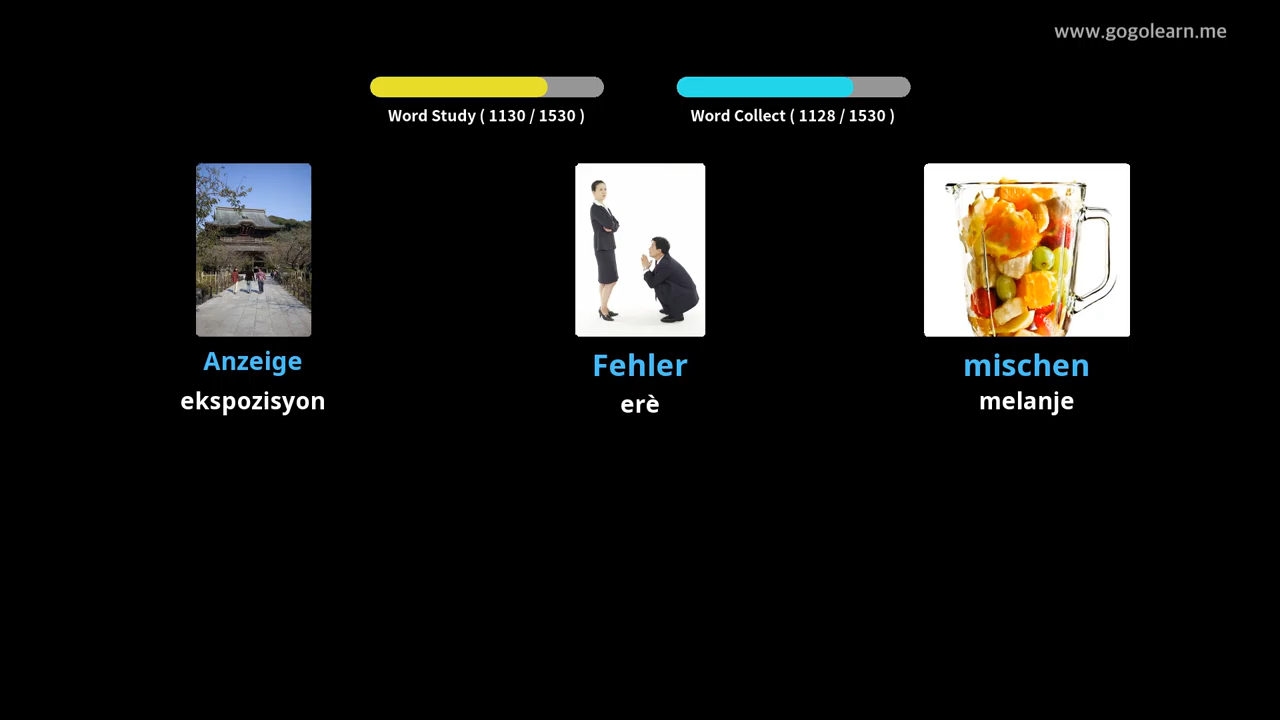 www.gogolearn.me
Word Study ( 1130 / 1530 )
Word Collect ( 1128 / 1530 )
Anzeige
ekspozisyon
Fehler
erè
mischen
melanje